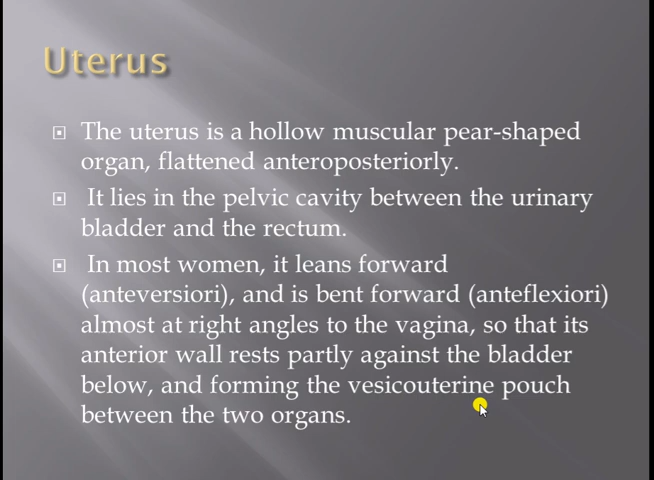 Uterus
The uterus is a hollow muscular pear-shaped
organ, flattened anteroposteriorly.
It lies in the pelvic cavity between the urinary
bladder and the rectum.
In most women, it leans forward
(anteversiori), and is bent forward (anteflexiori)
almost at right angles to the vagina, so that its
anterior wall rests partly against the bladder
below, and forming the vesicouterine pouch
between the two organs.